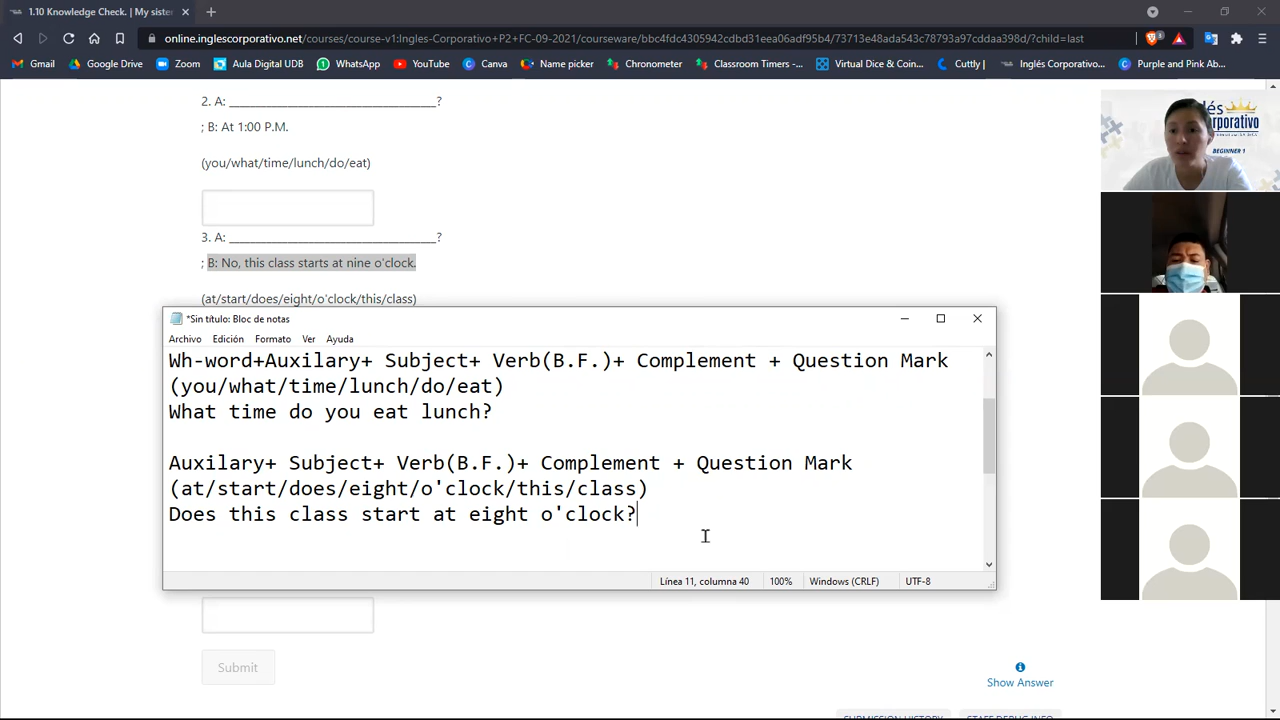 1.10 Knowledge Check. | My sister
online.inglescorporativo.net/courses/course-v1:Ingles-Corporativo+P2+FC-09-2021/courseware/bbc4fdc4305942cdbd31eea06adf95b4/73713e48ada543c78793a97cddaa398d/?child=last
Gmail Google Drive Zoom Aula Digital UDB WhatsApp YouTube Canva Name picker Chronometer Classroom Timers -... Virtual Dice & Coin... Cuttly | Inglés Corporativo... Purple and Pink Ab...
2. A: ________________________________?
; B: At 1:00 P.M.
(you/what/time/lunch/do/eat)
3. A: ________________________________?
; B: No, this class starts at nine o'clock.
(at/start/does/eight/o'clock/this/class)
*Sin título: Bloc de notas
Archivo Edición Formato Ver Ayuda
Wh-word+Auxilary+ Subject+ Verb(B.F.)+ Complement + Question Mark
(you/what/time/lunch/do/eat)
What time do you eat lunch?
Auxilary+ Subject+ Verb(B.F.)+ Complement + Question Mark
(at/start/does/eight/o'clock/this/class)
Does this class start at eight o'clock?
Línea 11, columna 40 100% Windows (CRLF) UTF-8
Submit
Show Answer
SUBMISSION HISTORY STAFF DEBUG INFO
BEGINNER 1